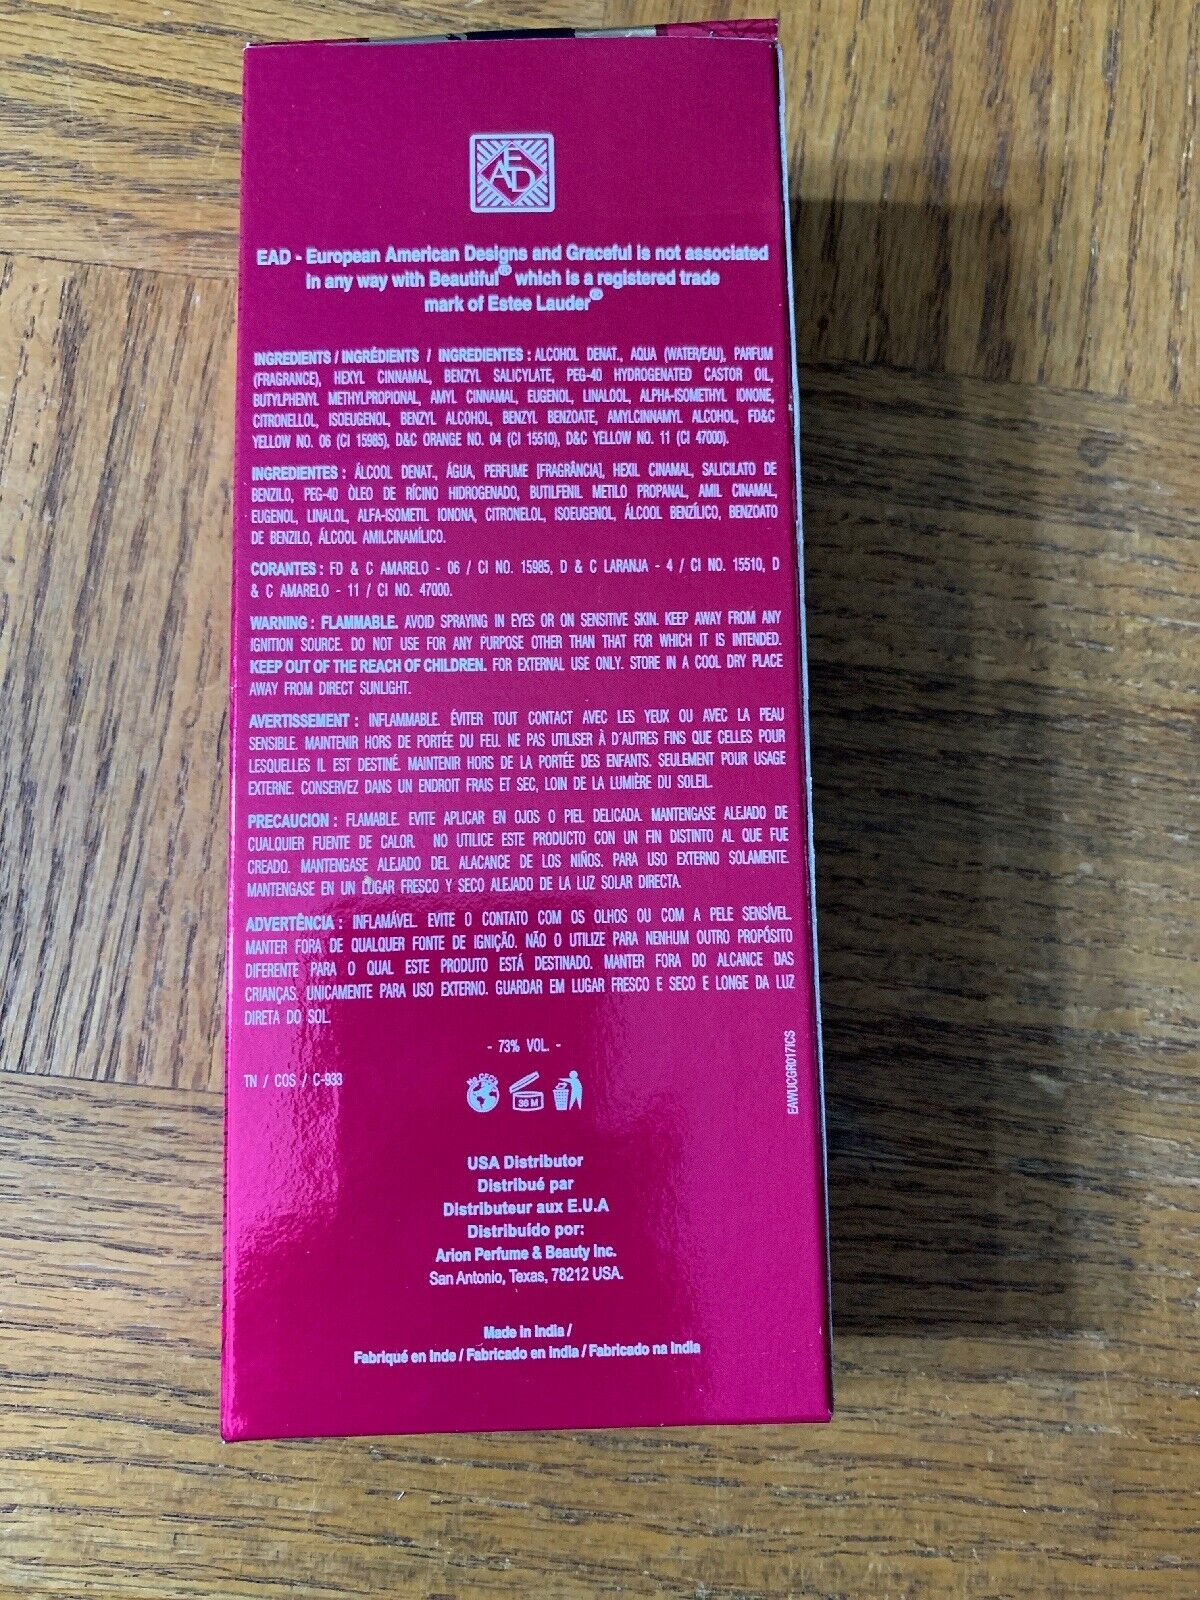 EAD
EAD - European American Designs and Graceful is not associated
in any way with Beautiful® which is a registered trade
mark of Estee Lauder®
INGREDIENTS / INGRÉDIENTS / INGREDIENTES : ALCOHOL DENAT., AQUA (WATER/EAU), PARFUM
(FRAGRANCE), HEXYL CINNAMAL, BENZYL SALICYLATE, PEG-40 HYDROGENATED CASTOR OIL,
BUTYLPHENYL METHYLPROPIONAL, AMYL CINNAMAL, EUGENOL, LINALOOL, ALPHA-ISOMETHYL IONONE,
CITRONELLOL, ISOEUGENOL, BENZYL ALCOHOL, BENZYL BENZOATE, AMYLCINNAMYL ALCOHOL, FD&C
YELLOW NO. 06 (CI 15985), D&C ORANGE NO. 04 (CI 15510), D&C YELLOW NO. 11 (CI 47000).
INGREDIENTES : ÁLCOOL DENAT., ÁGUA, PERFUME [FRAGRÂNCIA], HEXIL CINAMAL, SALICILATO DE
BENZILO, PEG-40 ÒLEO DE RÍCINO HIDROGENADO, BUTILFENIL METILO PROPANAL, AMIL CINAMAL,
EUGENOL, LINALOL, ALFA-ISOMETIL IONONA, CITRONELOL, ISOEUGENOL, ÁLCOOL BENZÍLICO, BENZOATO
DE BENZILO, ÁLCOOL AMILCINAMÍLICO.
CORANTES : FD & C AMARELO - 06 / CI NO. 15985, D & C LARANJA - 4 / CI NO. 15510, D
& C AMARELO - 11 / CI NO. 47000.
WARNING : FLAMMABLE. AVOID SPRAYING IN EYES OR ON SENSITIVE SKIN. KEEP AWAY FROM ANY
IGNITION SOURCE. DO NOT USE FOR ANY PURPOSE OTHER THAN THAT FOR WHICH IT IS INTENDED.
KEEP OUT OF THE REACH OF CHILDREN. FOR EXTERNAL USE ONLY. STORE IN A COOL DRY PLACE
AWAY FROM DIRECT SUNLIGHT.
AVERTISSEMENT : INFLAMMABLE. ÉVITER TOUT CONTACT AVEC LES YEUX OU AVEC LA PEAU
SENSIBLE. MAINTENIR HORS DE PORTÉE DU FEU. NE PAS UTILISER À D'AUTRES FINS QUE CELLES POUR
LESQUELLES IL EST DESTINÉ. MAINTENIR HORS DE LA PORTÉE DES ENFANTS. SEULEMENT POUR USAGE
EXTERNE. CONSERVEZ DANS UN ENDROIT FRAIS ET SEC, LOIN DE LA LUMIÈRE DU SOLEIL.
PRECAUCION : FLAMABLE. EVITE APLICAR EN OJOS O PIEL DELICADA. MANTENGASE ALEJADO DE
CUALQUIER FUENTE DE CALOR. NO UTILICE ESTE PRODUCTO CON UN FIN DISTINTO AL QUE FUE
CREADO. MANTENGASE ALEJADO DEL ALACANCE DE LOS NIÑOS. PARA USO EXTERNO SOLAMENTE.
MANTENGASE EN UN LUGAR FRESCO Y SECO ALEJADO DE LA LUZ SOLAR DIRECTA.
ADVERTÊNCIA : INFLAMÁVEL. EVITE O CONTATO COM OS OLHOS OU COM A PELE SENSÍVEL.
MANTER FORA DE QUALQUER FONTE DE IGNIÇÃO. NÃO O UTILIZE PARA NENHUM OUTRO PROPÓSITO
DIFERENTE PARA O QUAL ESTE PRODUTO ESTÁ DESTINADO. MANTER FORA DO ALCANCE DAS
CRIANÇAS. UNICAMENTE PARA USO EXTERNO. GUARDAR EM LUGAR FRESCO E SECO E LONGE DA LUZ
DIRETA DO SOL.
- 73% VOL. -
TN / COS / C-933
NO CFC'S
36 M
EAWUCGR017ICS
USA Distributor
Distribué par
Distributeur aux E.U.A
Distribuído por:
Arion Perfume & Beauty Inc.
San Antonio, Texas, 78212 USA.
Made in India /
Fabriqué en Inde / Fabricado en India / Fabricado na India